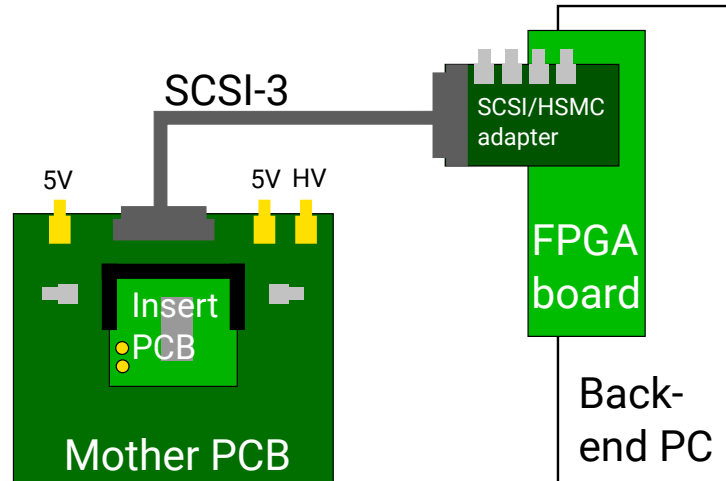 SCSI-3
SCSI/HSMC
adapter
5V
5V
HV
FPGA
board
Insert
PCB
Back-
end PC
Mother PCB